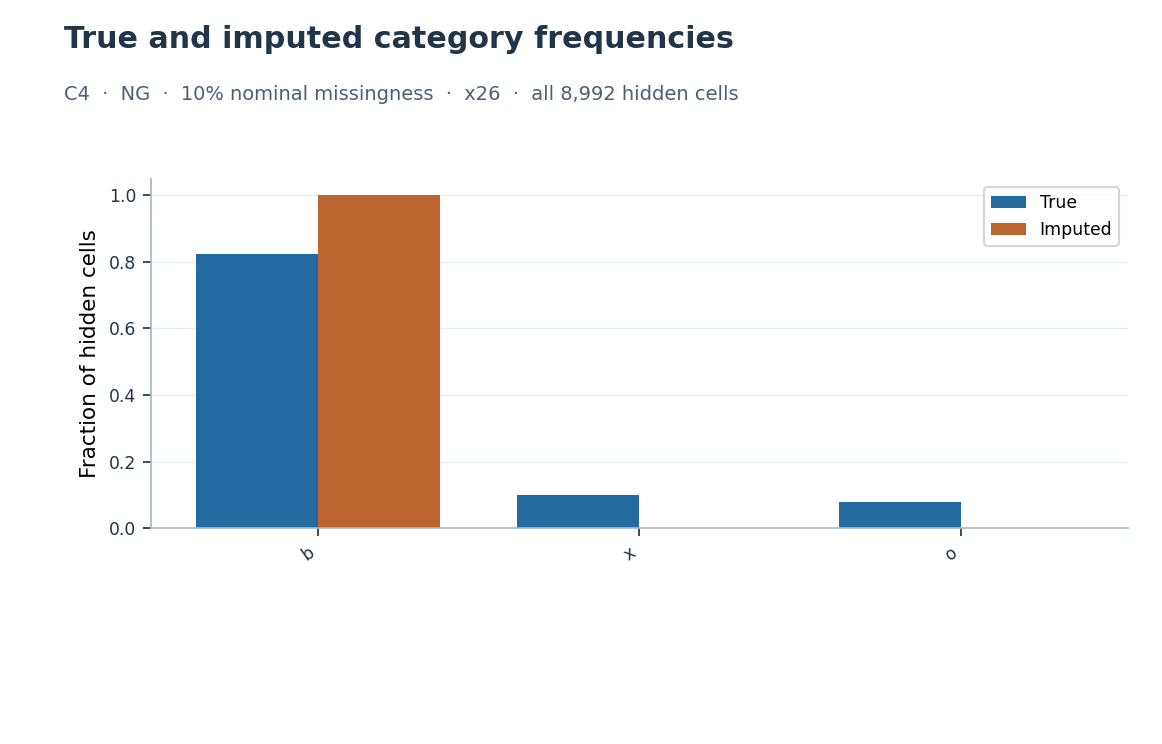 True and imputed category frequencies
C4 · NG · 10% nominal missingness · x26 · all 8,992 hidden cells
Fraction of hidden cells
1.0
0.8
0.6
0.4
0.2
0.0
True
Imputed
b
x
o